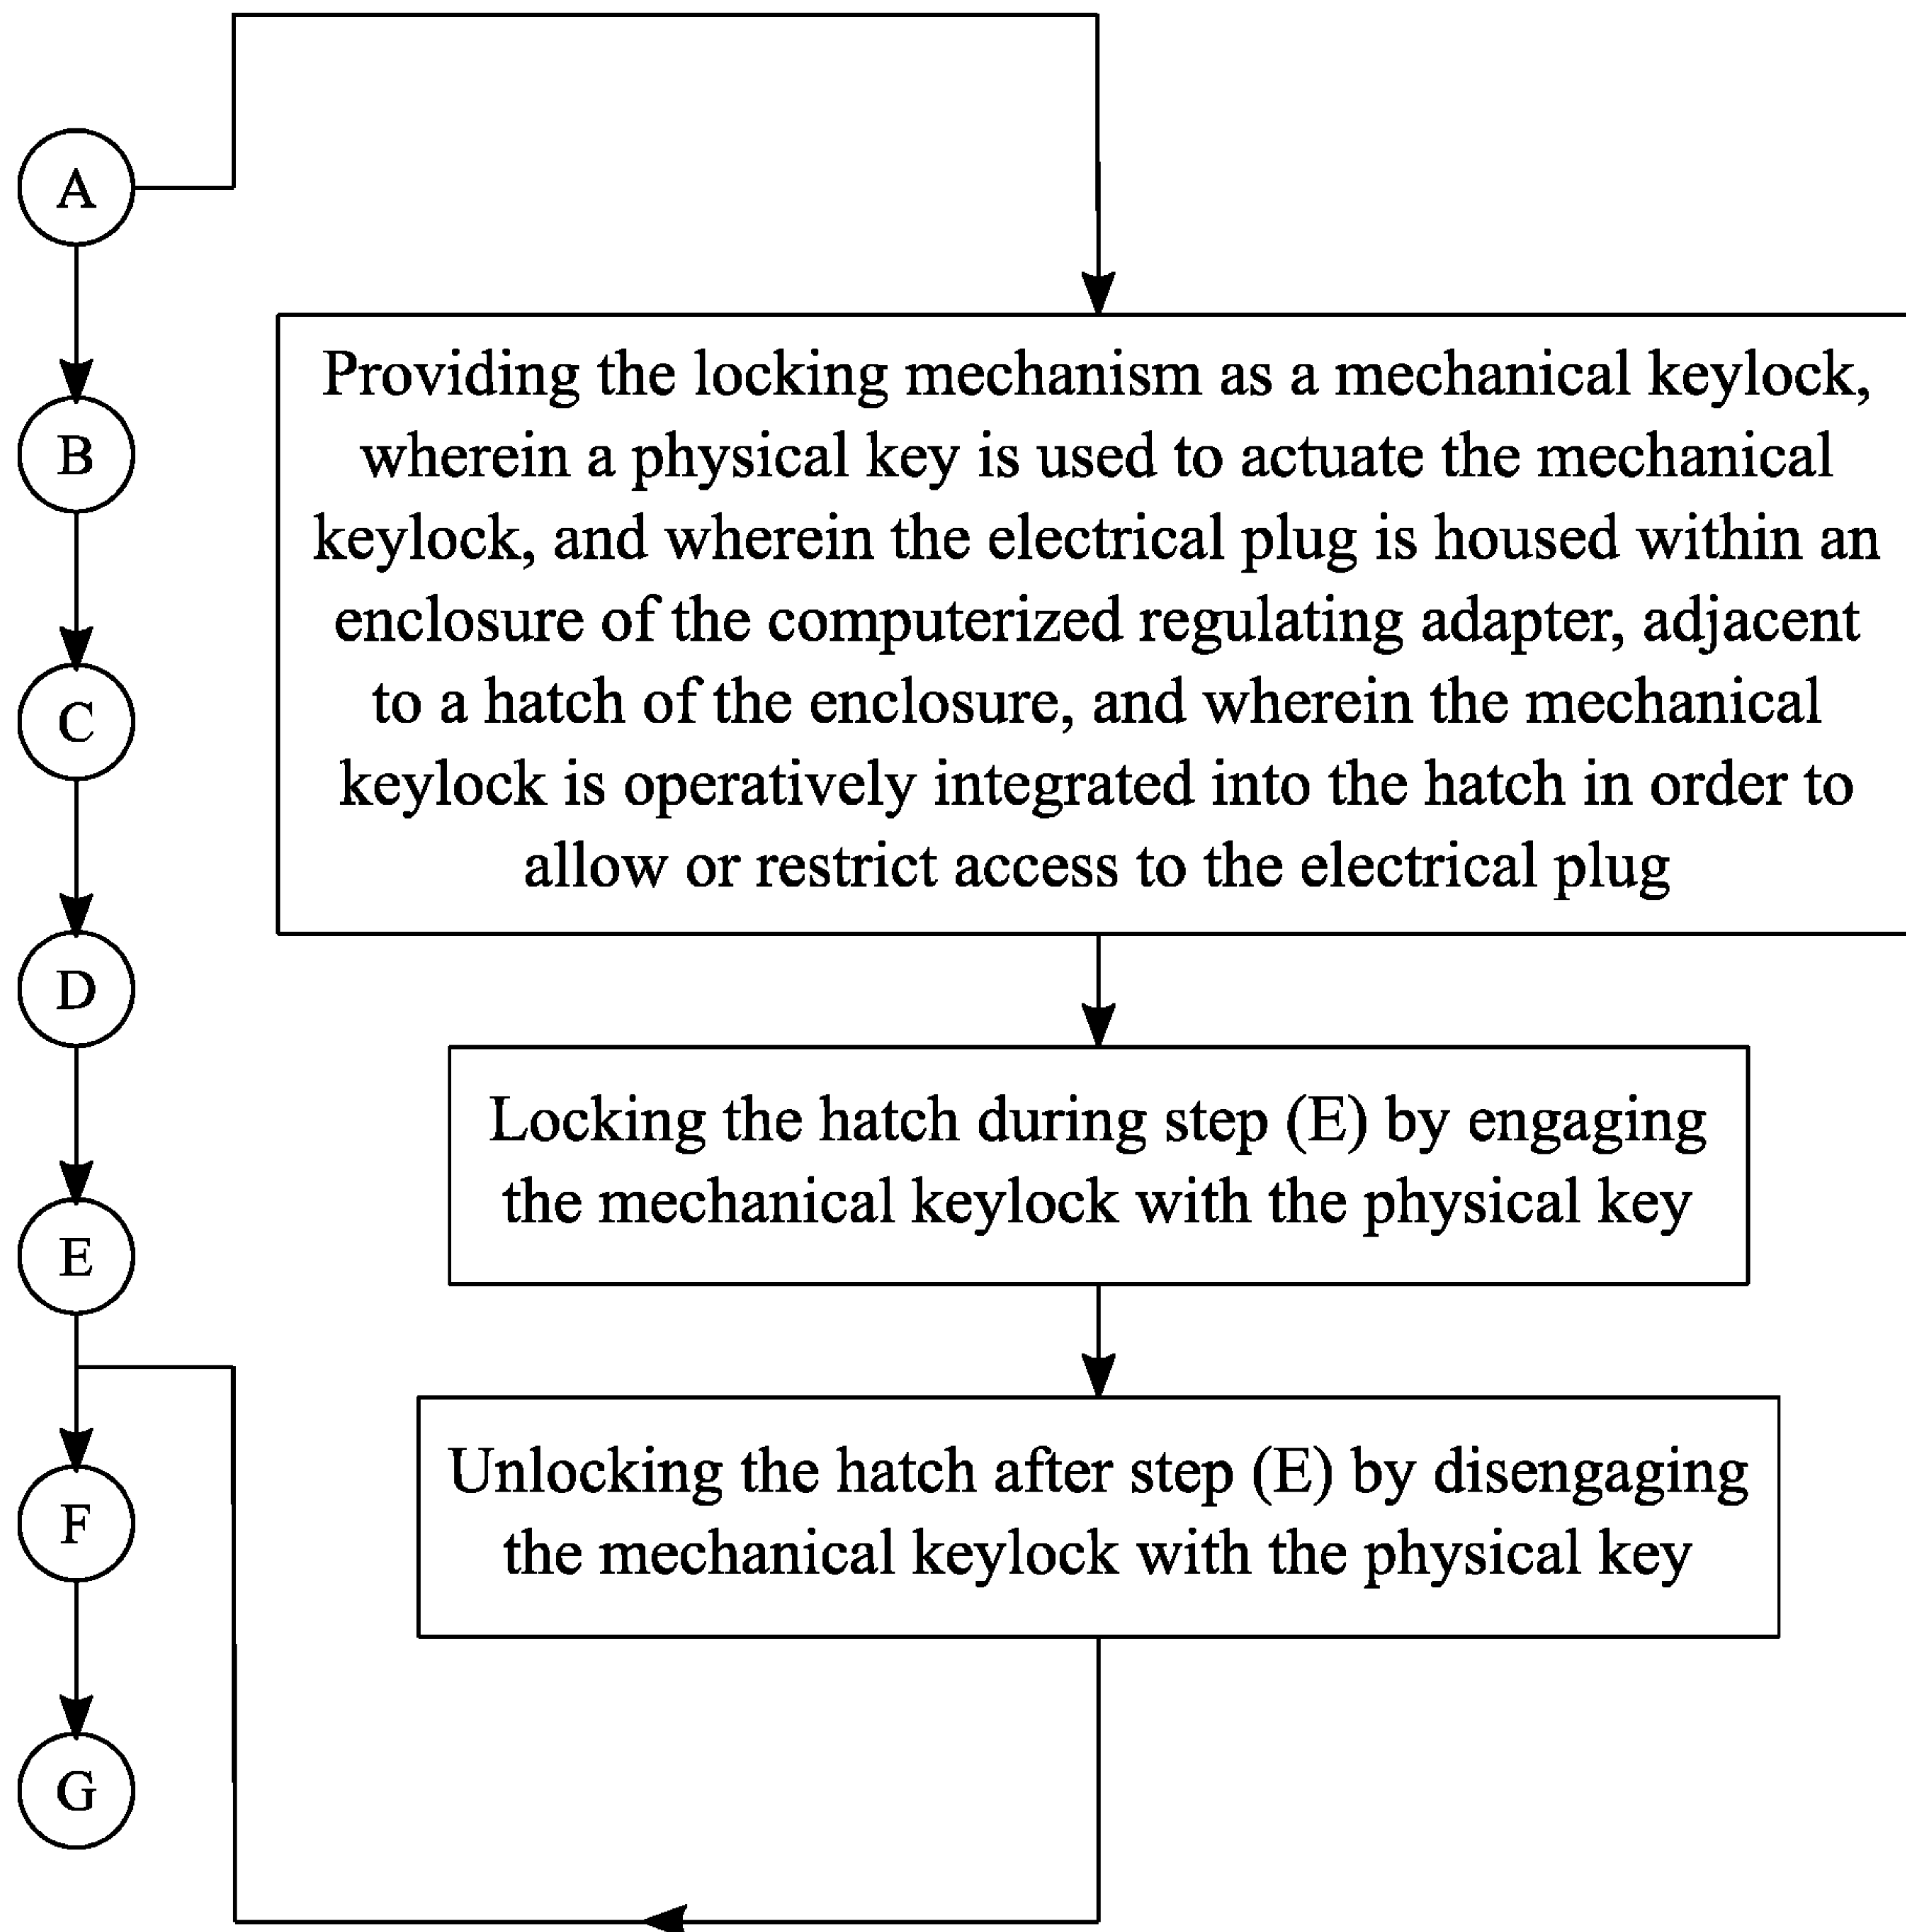 A
B
C
D
E
F
G
Providing the locking mechanism as a mechanical keylock,
wherein a physical key is used to actuate the mechanical
keylock, and wherein the electrical plug is housed within an
enclosure of the computerized regulating adapter, adjacent
to a hatch of the enclosure, and wherein the mechanical
keylock is operatively integrated into the hatch in order to
allow or restrict access to the electrical plug
Locking the hatch during step (E) by engaging
the mechanical keylock with the physical key
Unlocking the hatch after step (E) by disengaging
the mechanical keylock with the physical key